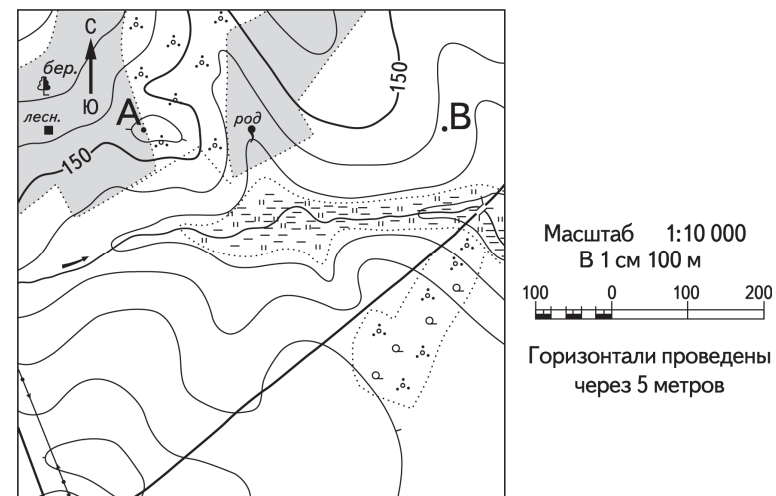 С
бер.
Ю
лесн.
А
150
род
150
В
Масштаб 1:10 000
В 1 см 100 м
100 0 100 200
Горизонтали проведены
через 5 метров